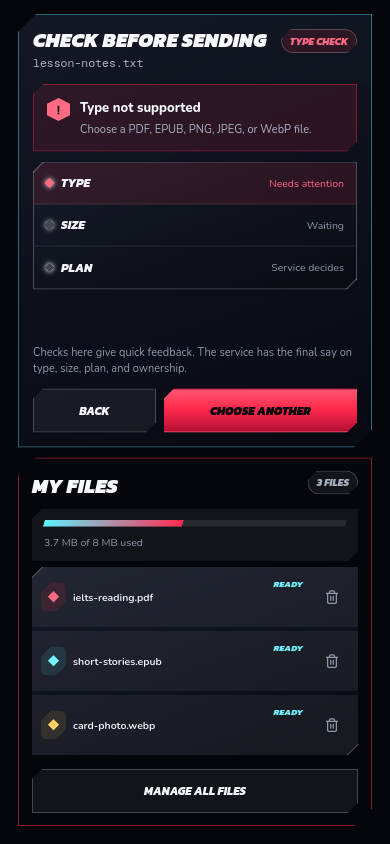 CHECK BEFORE SENDING
TYPE CHECK
lesson-notes.txt
!
Type not supported
Choose a PDF, EPUB, PNG, JPEG, or WebP file.
TYPE
Needs attention
SIZE
Waiting
PLAN
Service decides
Checks here give quick feedback. The service has the final say on
type, size, plan, and ownership.
BACK
CHOOSE ANOTHER
MY FILES
3 FILES
3.7 MB of 8 MB used
READY
ielts-reading.pdf
READY
short-stories.epub
READY
card-photo.webp
MANAGE ALL FILES